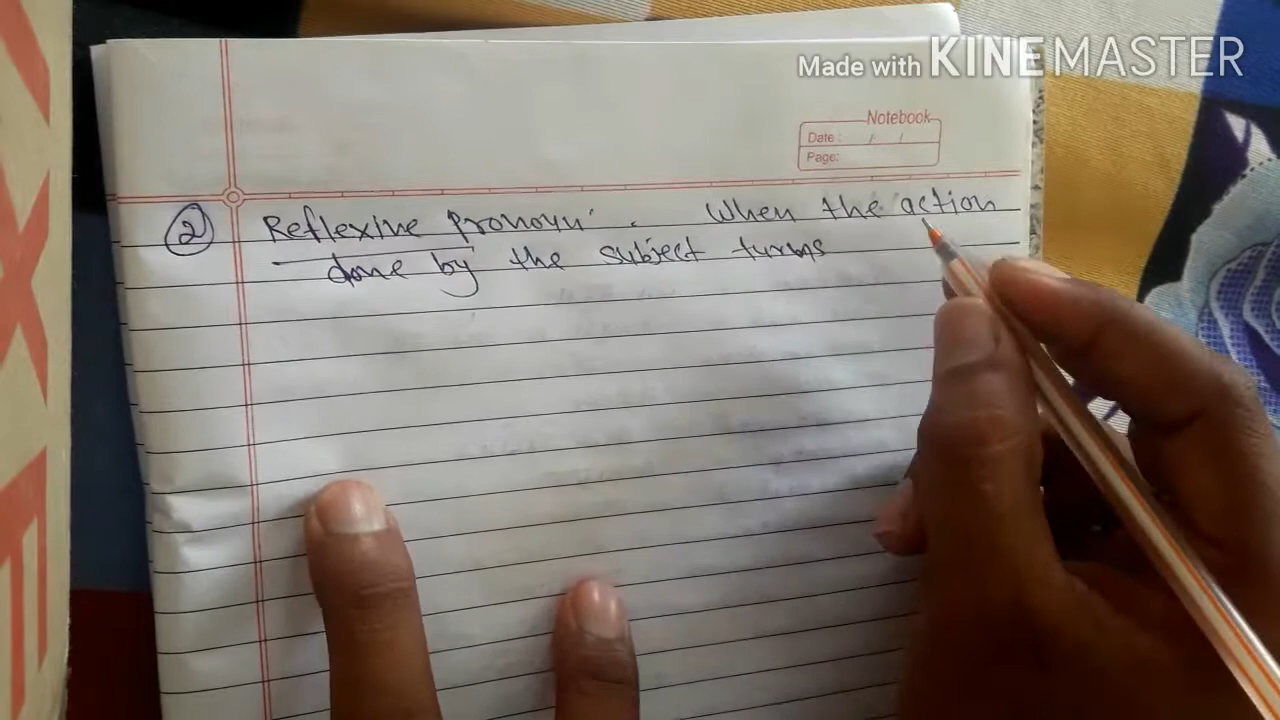 Made with KINEMASTER
Notebook
Date : / /
Page:
② Reflexive pronoun . When the action
done by the subject turns